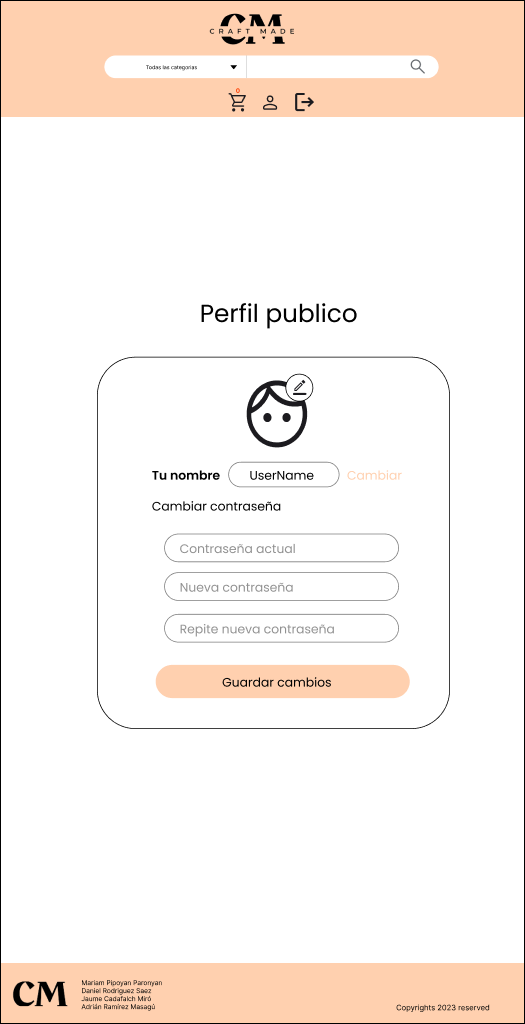 CM
CRAFT MADE
Todas las categorias
0
Perfil publico
Tu nombre UserName Cambiar
Cambiar contraseña
Contraseña actual
Nueva contraseña
Repite nueva contraseña
Guardar cambios
CM
Mariam Pipoyan Paronyan
Daniel Rodriguez Saez
Jaume Cadafalch Miró
Adrián Ramírez Masagú
Copyrights 2023 reserved